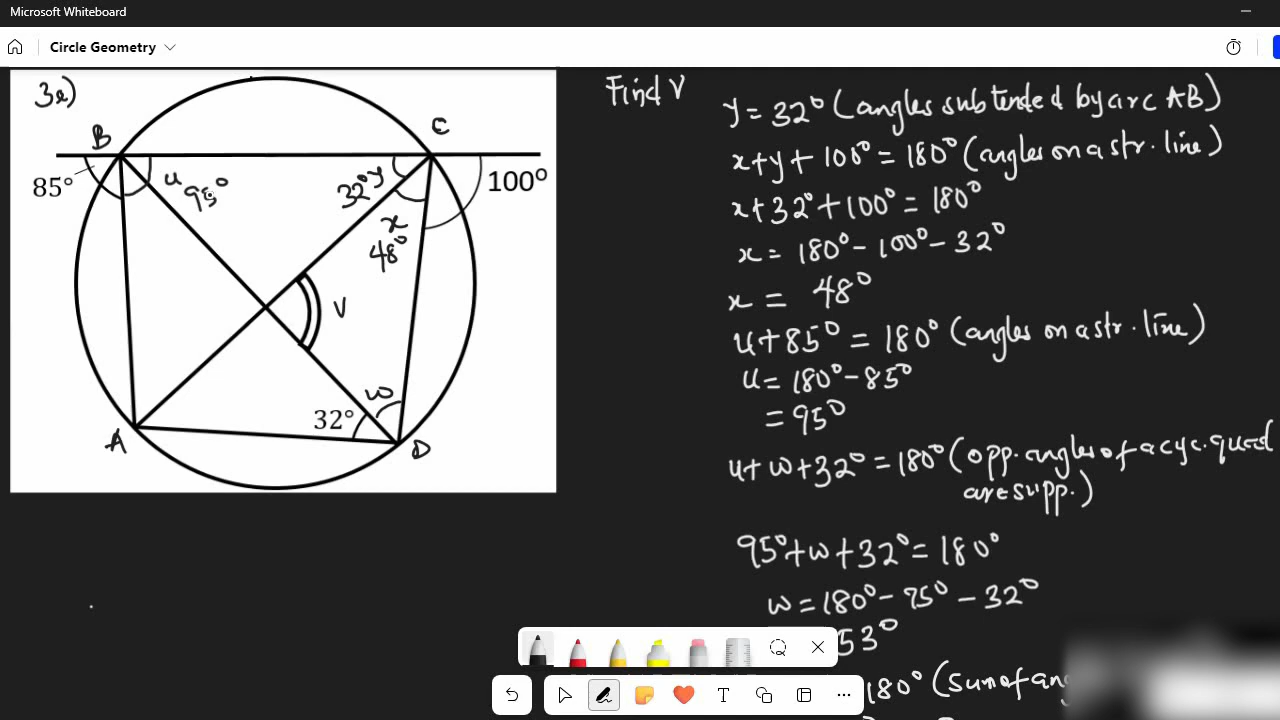 Microsoft Whiteboard
Circle Geometry
3e)
B
C
85°
u
95°
32°
y
100°
x
48°
V
w
32°
A
D
Find V
y = 32° (angles subtended by arc AB)
x+y+100° = 180° (angles on a str. line)
x+32°+100° = 180°
x = 180° - 100° - 32°
x = 48°
u+85° = 180° (angles on a str. line)
u = 180° - 85°
= 95°
u+w+32° = 180° (opp. angles of a cyc. quad
are supp.)
95°+w+32° = 180°
w = 180° - 95° - 32°
53°
180° (sum of ang
T